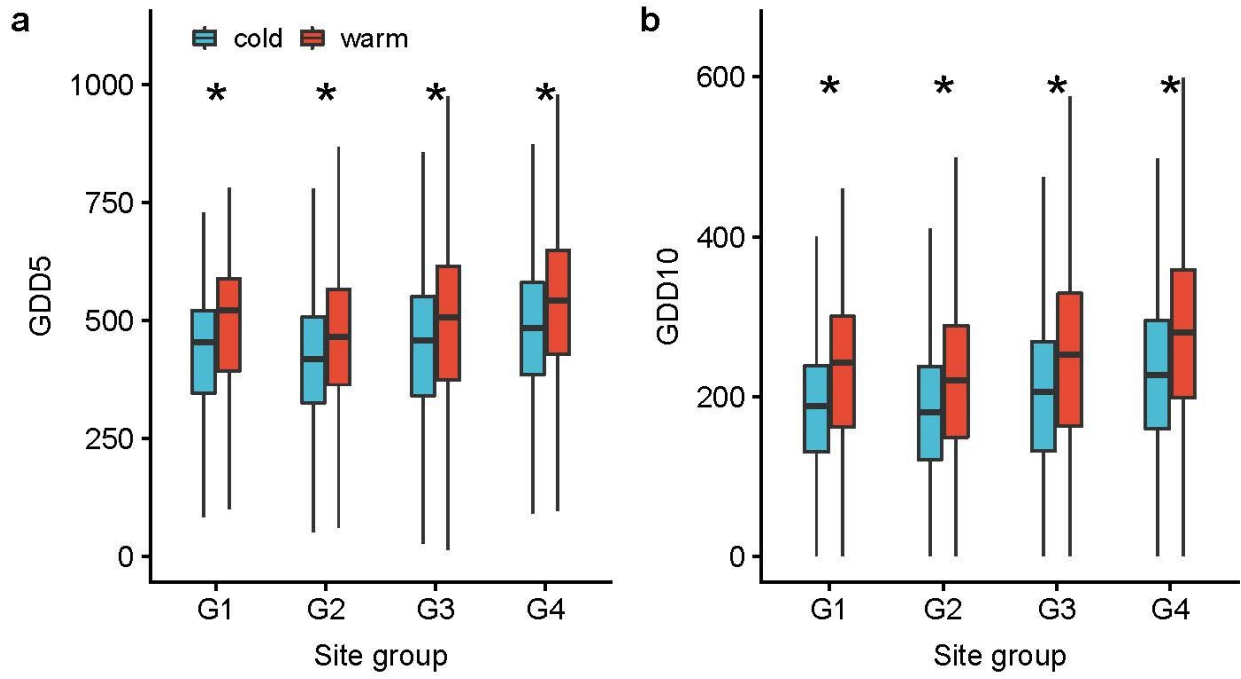 a
cold warm
GDD5
1000
750
500
250
0
* * * *
G1 G2 G3 G4
Site group
b
GDD10
600
400
200
0
* * * *
G1 G2 G3 G4
Site group